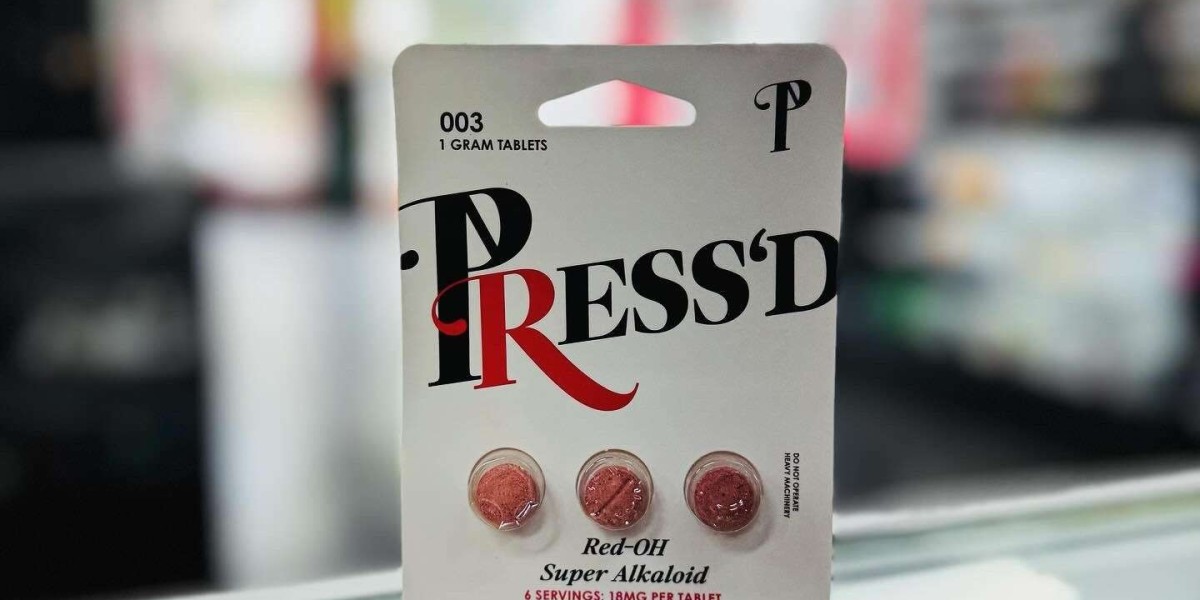 003
1 GRAM TABLETS
P
PRESS'D
DO NOT OPERATE
HEAVY MACHINERY
Red-OH
Super Alkaloid
6 SERVINGS: 18MG PER TABLET